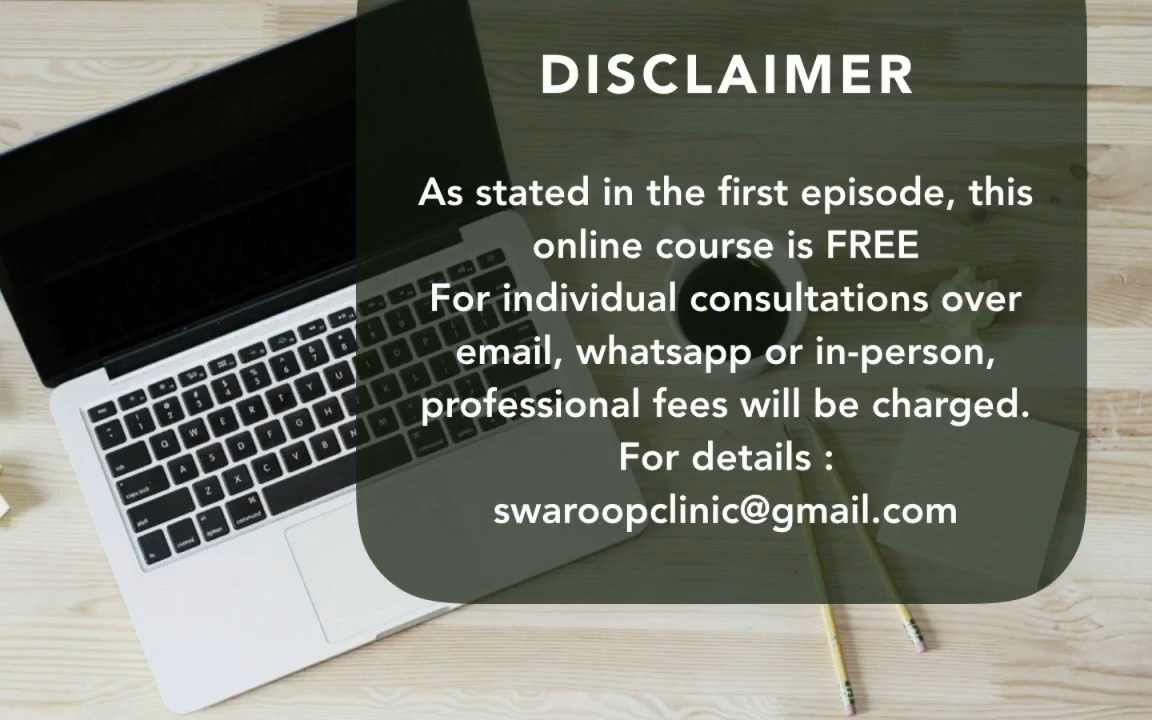 DISCLAIMER
As stated in the first episode, this
online course is FREE
For individual consultations over
email, whatsapp or in-person,
professional fees will be charged.
For details :
swaroopclinic@gmail.com